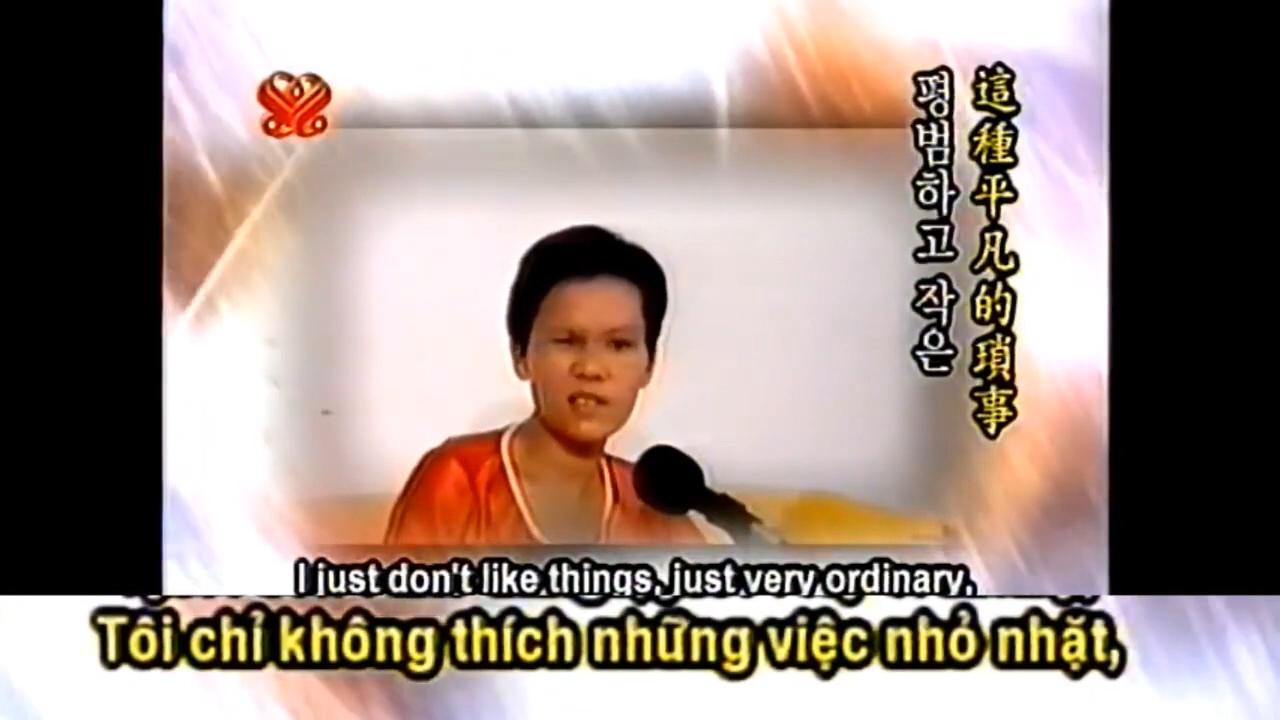 這種平凡的瑣事
평범하고 작은
I just don't like things, just very ordinary,
Tôi chỉ không thích những việc nhỏ nhặt,